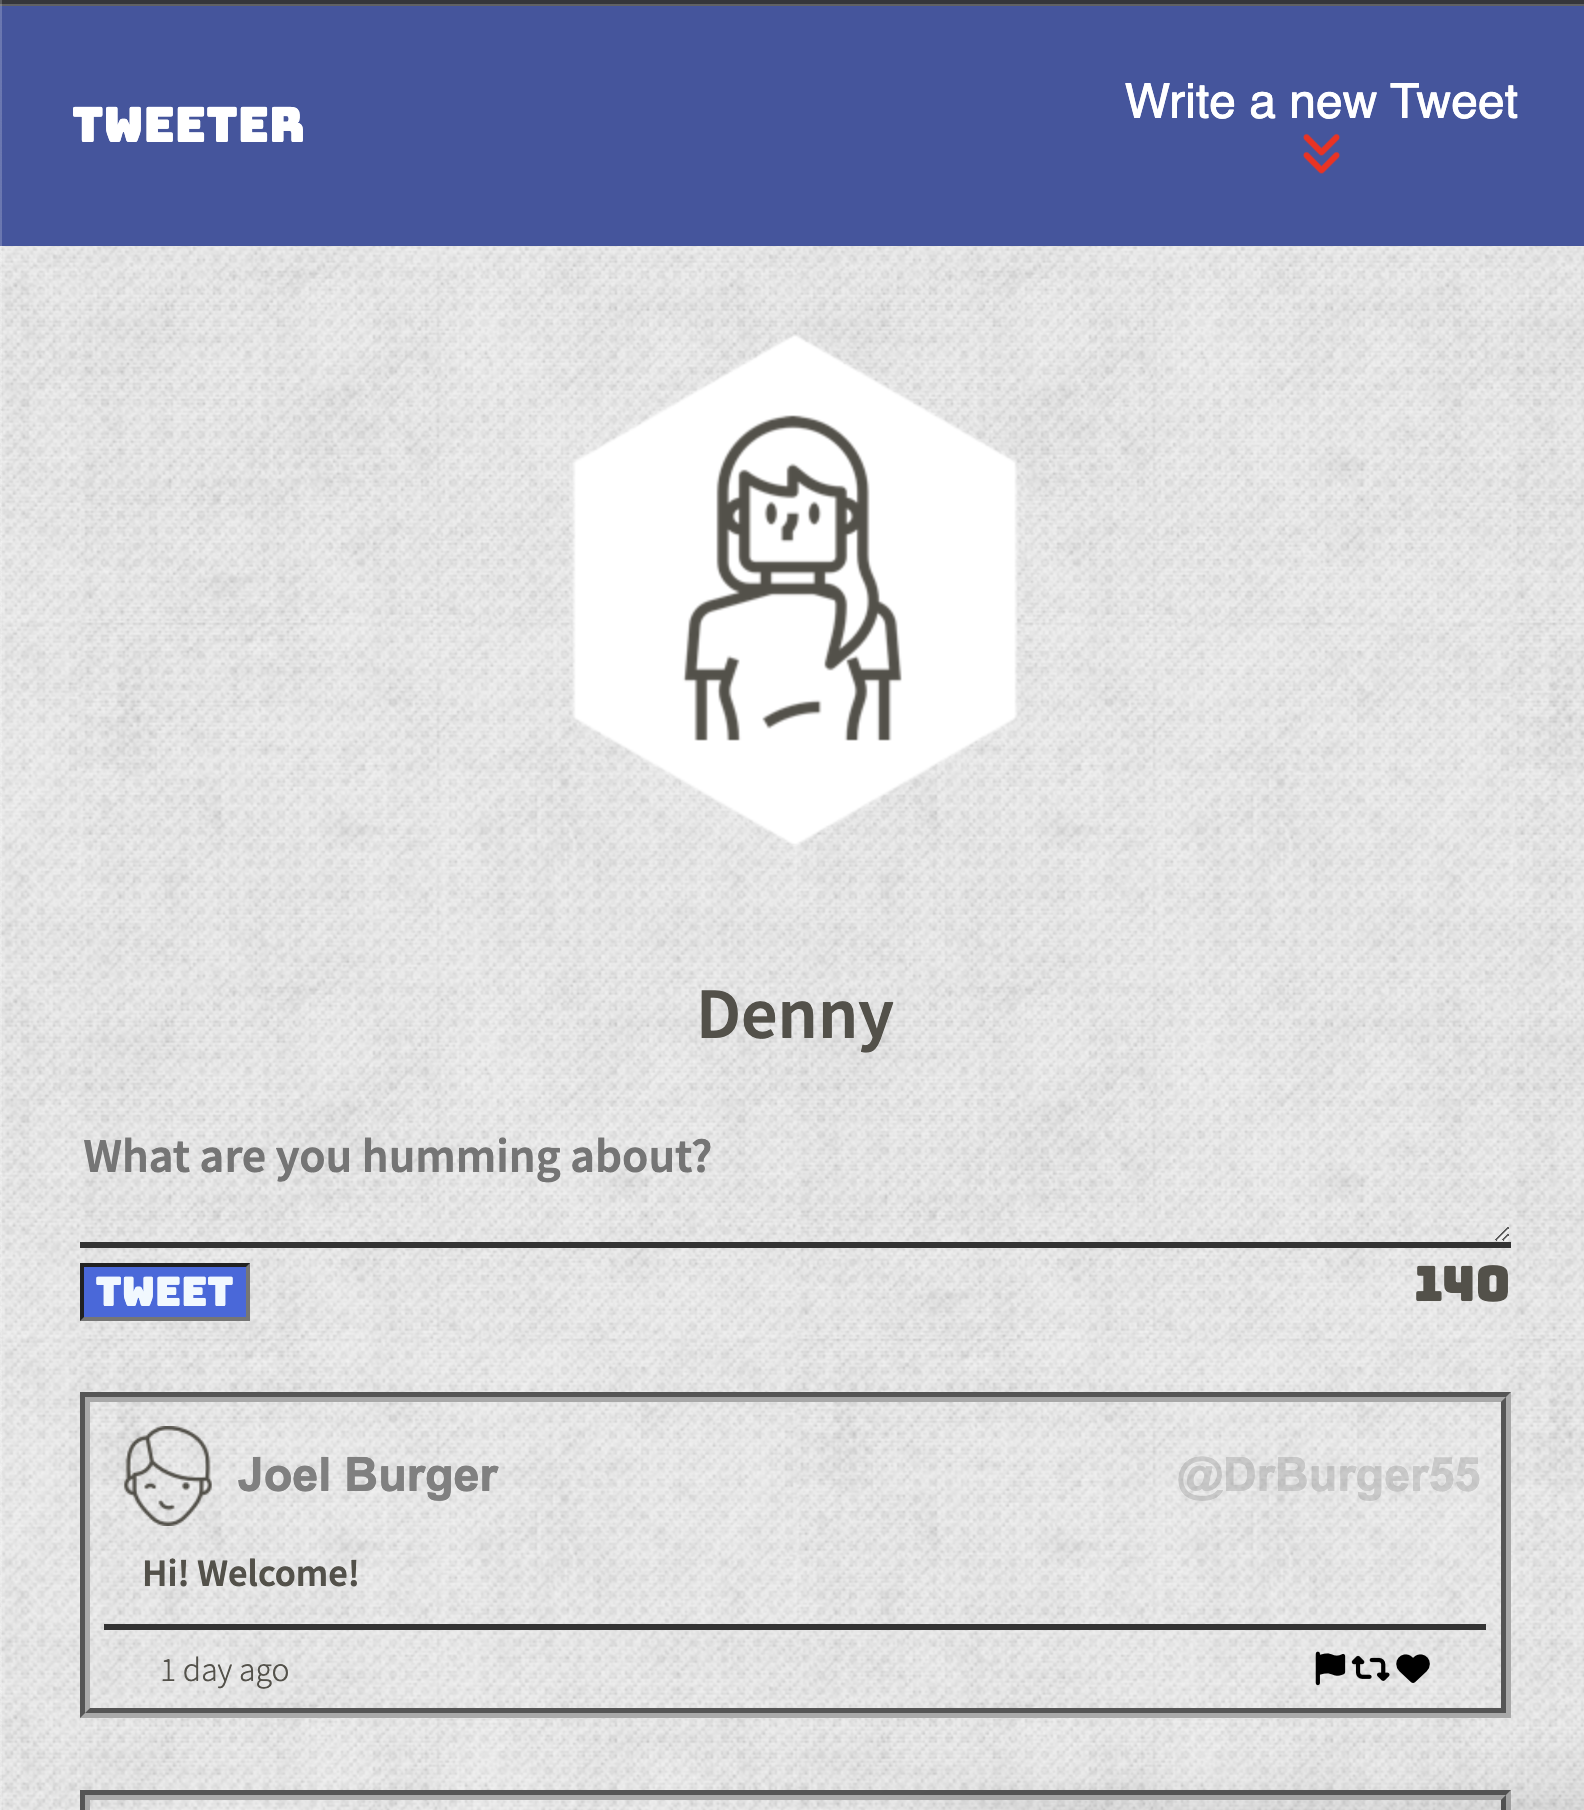 TWEETER
Write a new Tweet
Denny
What are you humming about?
TWEET
140
Joel Burger
@DrBurger55
Hi! Welcome!
1 day ago